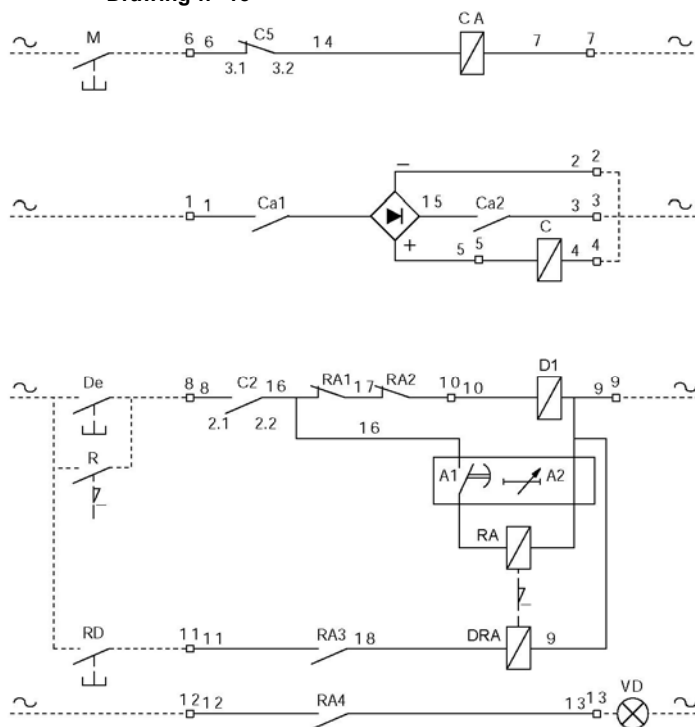 M 6 6 C5 14 CA 7 7
3.1 3.2
− 2 2
1 1 Ca1 15 Ca2 3 3
+ 5 5 C 4 4
De 8 8 C2 16 RA1 17 RA2 10 10 D1 9 9
2.1 2.2
16
R A1 A2
RA
RD 11 11 RA3 18 DRA 9
12 12 RA4 13 13 VD